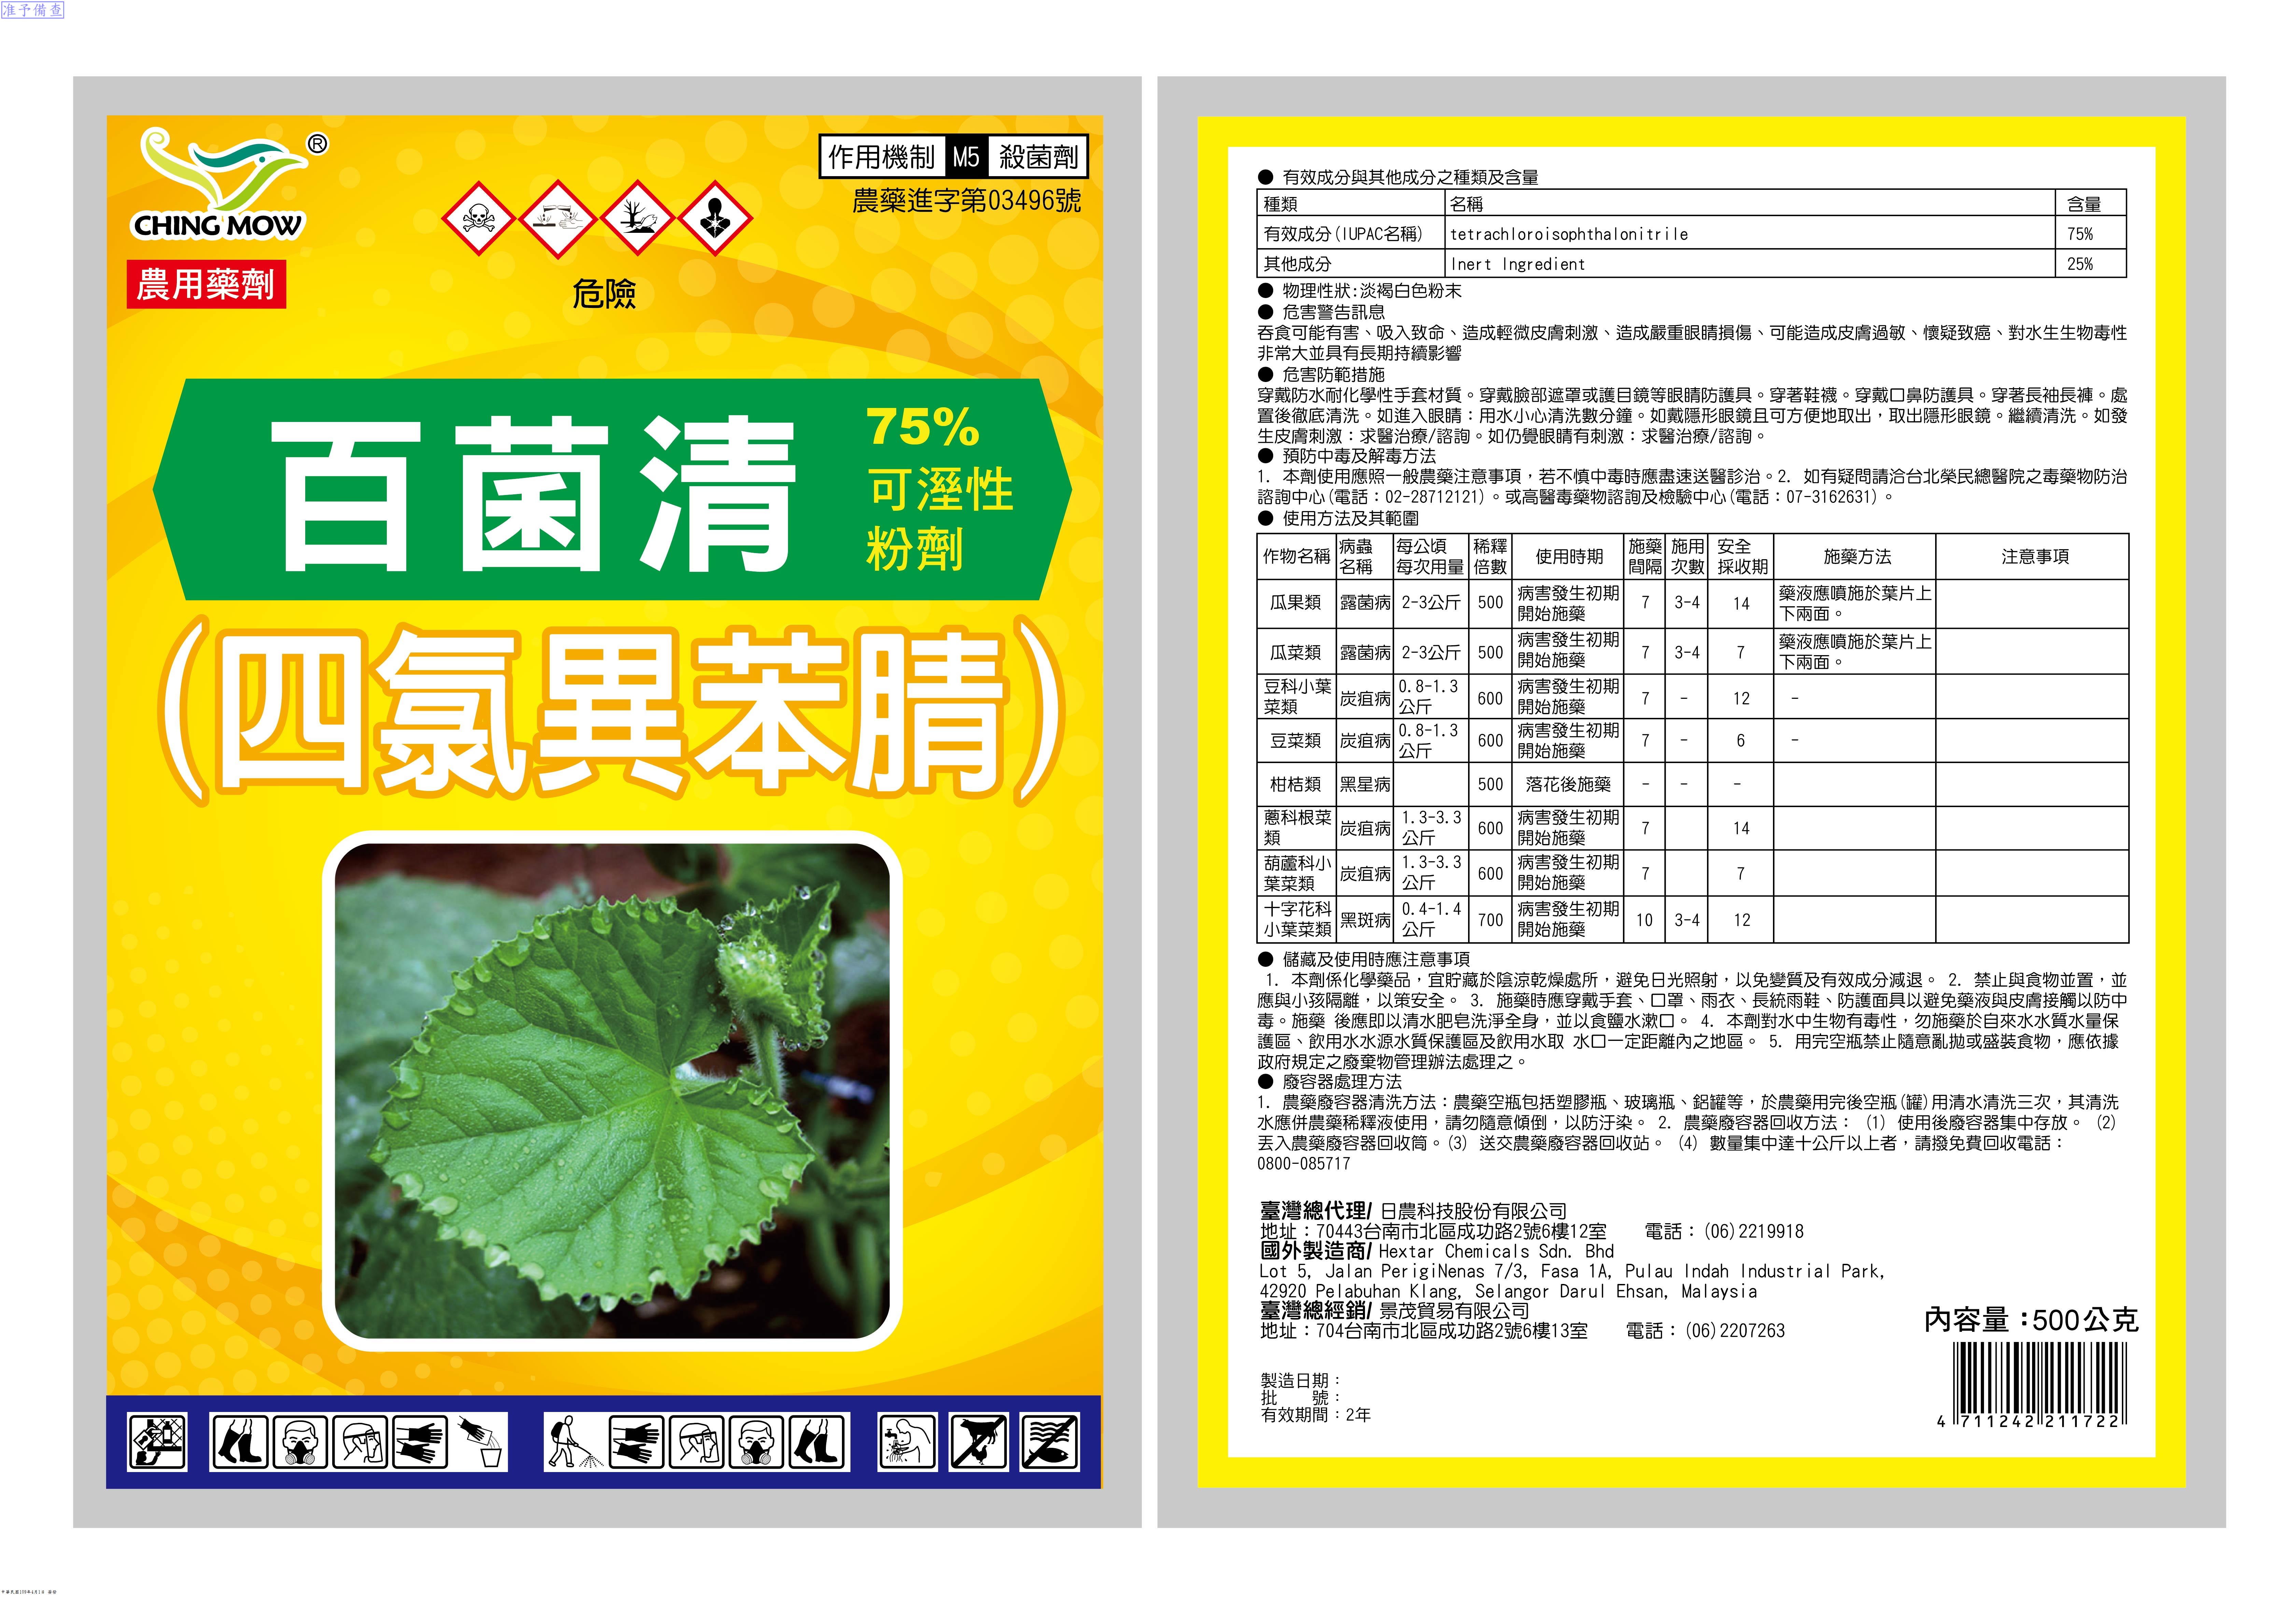 准予備查
CHING MOW ®
農用藥劑
作用機制 M5 殺菌劑
農藥進字第03496號
危險
百菌清
75%
可溼性
粉劑
(四氯異苯腈)
● 有效成分與其他成分之種類及含量
種類 名稱 含量
有效成分(IUPAC名稱) tetrachloroisophthalonitrile 75%
其他成分 Inert Ingredient 25%
● 物理性狀:淡褐白色粉末
● 危害警告訊息
吞食可能有害、吸入致命、造成輕微皮膚刺激、造成嚴重眼睛損傷、可能造成皮膚過敏、懷疑致癌、對水生生物毒性
非常大並具有長期持續影響
● 危害防範措施
穿戴防水耐化學性手套材質。穿戴臉部遮罩或護目鏡等眼睛防護具。穿著鞋襪。穿戴口鼻防護具。穿著長袖長褲。處
置後徹底清洗。如進入眼睛：用水小心清洗數分鐘。如戴隱形眼鏡且可方便地取出，取出隱形眼鏡。繼續清洗。如發
生皮膚刺激：求醫治療/諮詢。如仍覺眼睛有刺激：求醫治療/諮詢。
● 預防中毒及解毒方法
1. 本劑使用應照一般農藥注意事項，若不慎中毒時應盡速送醫診治。2. 如有疑問請洽台北榮民總醫院之毒藥物防治
諮詢中心(電話：02-28712121)。或高醫毒藥物諮詢及檢驗中心(電話：07-3162631)。
● 使用方法及其範圍
作物名稱 病蟲名稱 每公頃每次用量 稀釋倍數 使用時期 施藥間隔 施用次數 安全採收期 施藥方法 注意事項
瓜果類 露菌病 2-3公斤 500 病害發生初期開始施藥 7 3-4 14 藥液應噴施於葉片上下兩面。
瓜菜類 露菌病 2-3公斤 500 病害發生初期開始施藥 7 3-4 7 藥液應噴施於葉片上下兩面。
豆科小葉菜類 炭疽病 0.8-1.3公斤 600 病害發生初期開始施藥 7 - 12 -
豆菜類 炭疽病 0.8-1.3公斤 600 病害發生初期開始施藥 7 - 6 -
柑桔類 黑星病 500 落花後施藥 - - -
蔥科根菜類 炭疽病 1.3-3.3公斤 600 病害發生初期開始施藥 7 14
葫蘆科小葉菜類 炭疽病 1.3-3.3公斤 600 病害發生初期開始施藥 7 7
十字花科小葉菜類 黑斑病 0.4-1.4公斤 700 病害發生初期開始施藥 10 3-4 12
● 儲藏及使用時應注意事項
1. 本劑係化學藥品，宜貯藏於陰涼乾燥處所，避免日光照射，以免變質及有效成分減退。 2. 禁止與食物並置，並
應與小孩隔離，以策安全。 3. 施藥時應穿戴手套、口罩、雨衣、長統雨鞋、防護面具以避免藥液與皮膚接觸以防中
毒。施藥 後應即以清水肥皂洗淨全身，並以食鹽水漱口。 4. 本劑對水中生物有毒性，勿施藥於自來水水質水量保
護區、飲用水水源水質保護區及飲用水取 水口一定距離內之地區。 5. 用完空瓶禁止隨意亂拋或盛裝食物，應依據
政府規定之廢棄物管理辦法處理之。
● 廢容器處理方法
1. 農藥廢容器清洗方法：農藥空瓶包括塑膠瓶、玻璃瓶、鋁罐等，於農藥用完後空瓶(罐)用清水清洗三次，其清洗
水應併農藥稀釋液使用，請勿隨意傾倒，以防汙染。 2. 農藥廢容器回收方法： (1) 使用後廢容器集中存放。 (2)
丟入農藥廢容器回收筒。(3) 送交農藥廢容器回收站。 (4) 數量集中達十公斤以上者，請撥免費回收電話：
0800-085717
臺灣總代理/ 日農科技股份有限公司
地址：70443台南市北區成功路2號6樓12室 電話：(06)2219918
國外製造商/ Hextar Chemicals Sdn. Bhd
Lot 5, Jalan PerigiNenas 7/3, Fasa 1A, Pulau Indah Industrial Park,
42920 Pelabuhan Klang, Selangor Darul Ehsan, Malaysia
臺灣總經銷/ 景茂貿易有限公司
地址：704台南市北區成功路2號6樓13室 電話：(06)2207263
內容量：500公克
製造日期：
批 號：
有效期間：2年
4 711242 211722